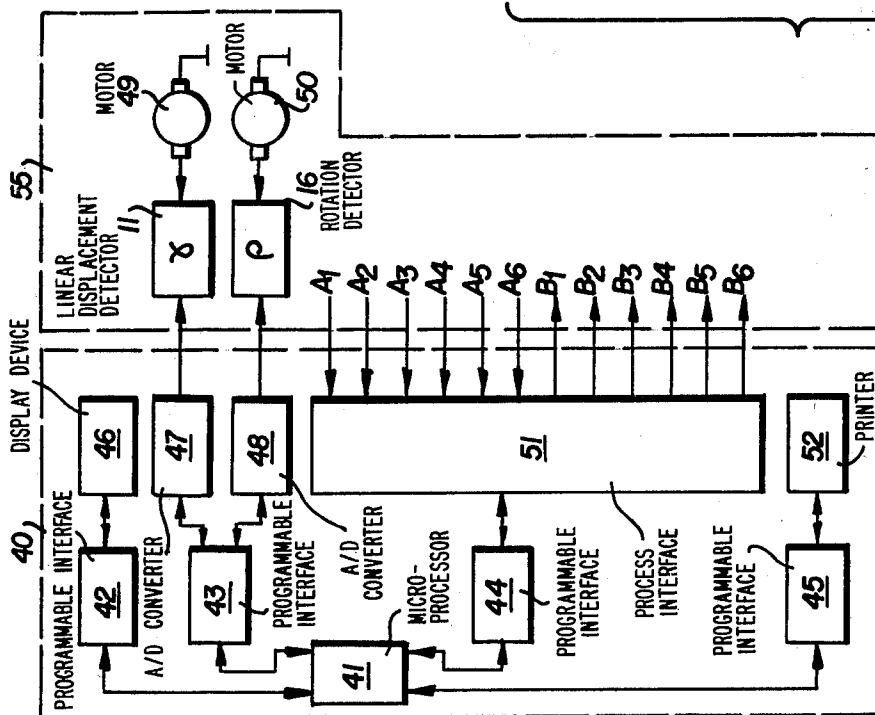 55
MOTOR
49
MOTOR
50
LINEAR
DISPLACEMENT
DETECTOR
11
γ
ρ
16
ROTATION
DETECTOR
A1
A2
A3
A4
A5
A6
B1
B2
B3
B4
B5
B6
DISPLAY DEVICE
40
PROGRAMMABLE INTERFACE
46
47
48
51
52
PRINTER
42
A/D CONVERTER
43
PROGRAMMABLE
INTERFACE
A/D
CONVERTER
44
PROGRAMMABLE
INTERFACE
PROCESS INTERFACE
PROGRAMMABLE
INTERFACE
45
41
MICRO-
PROCESSOR